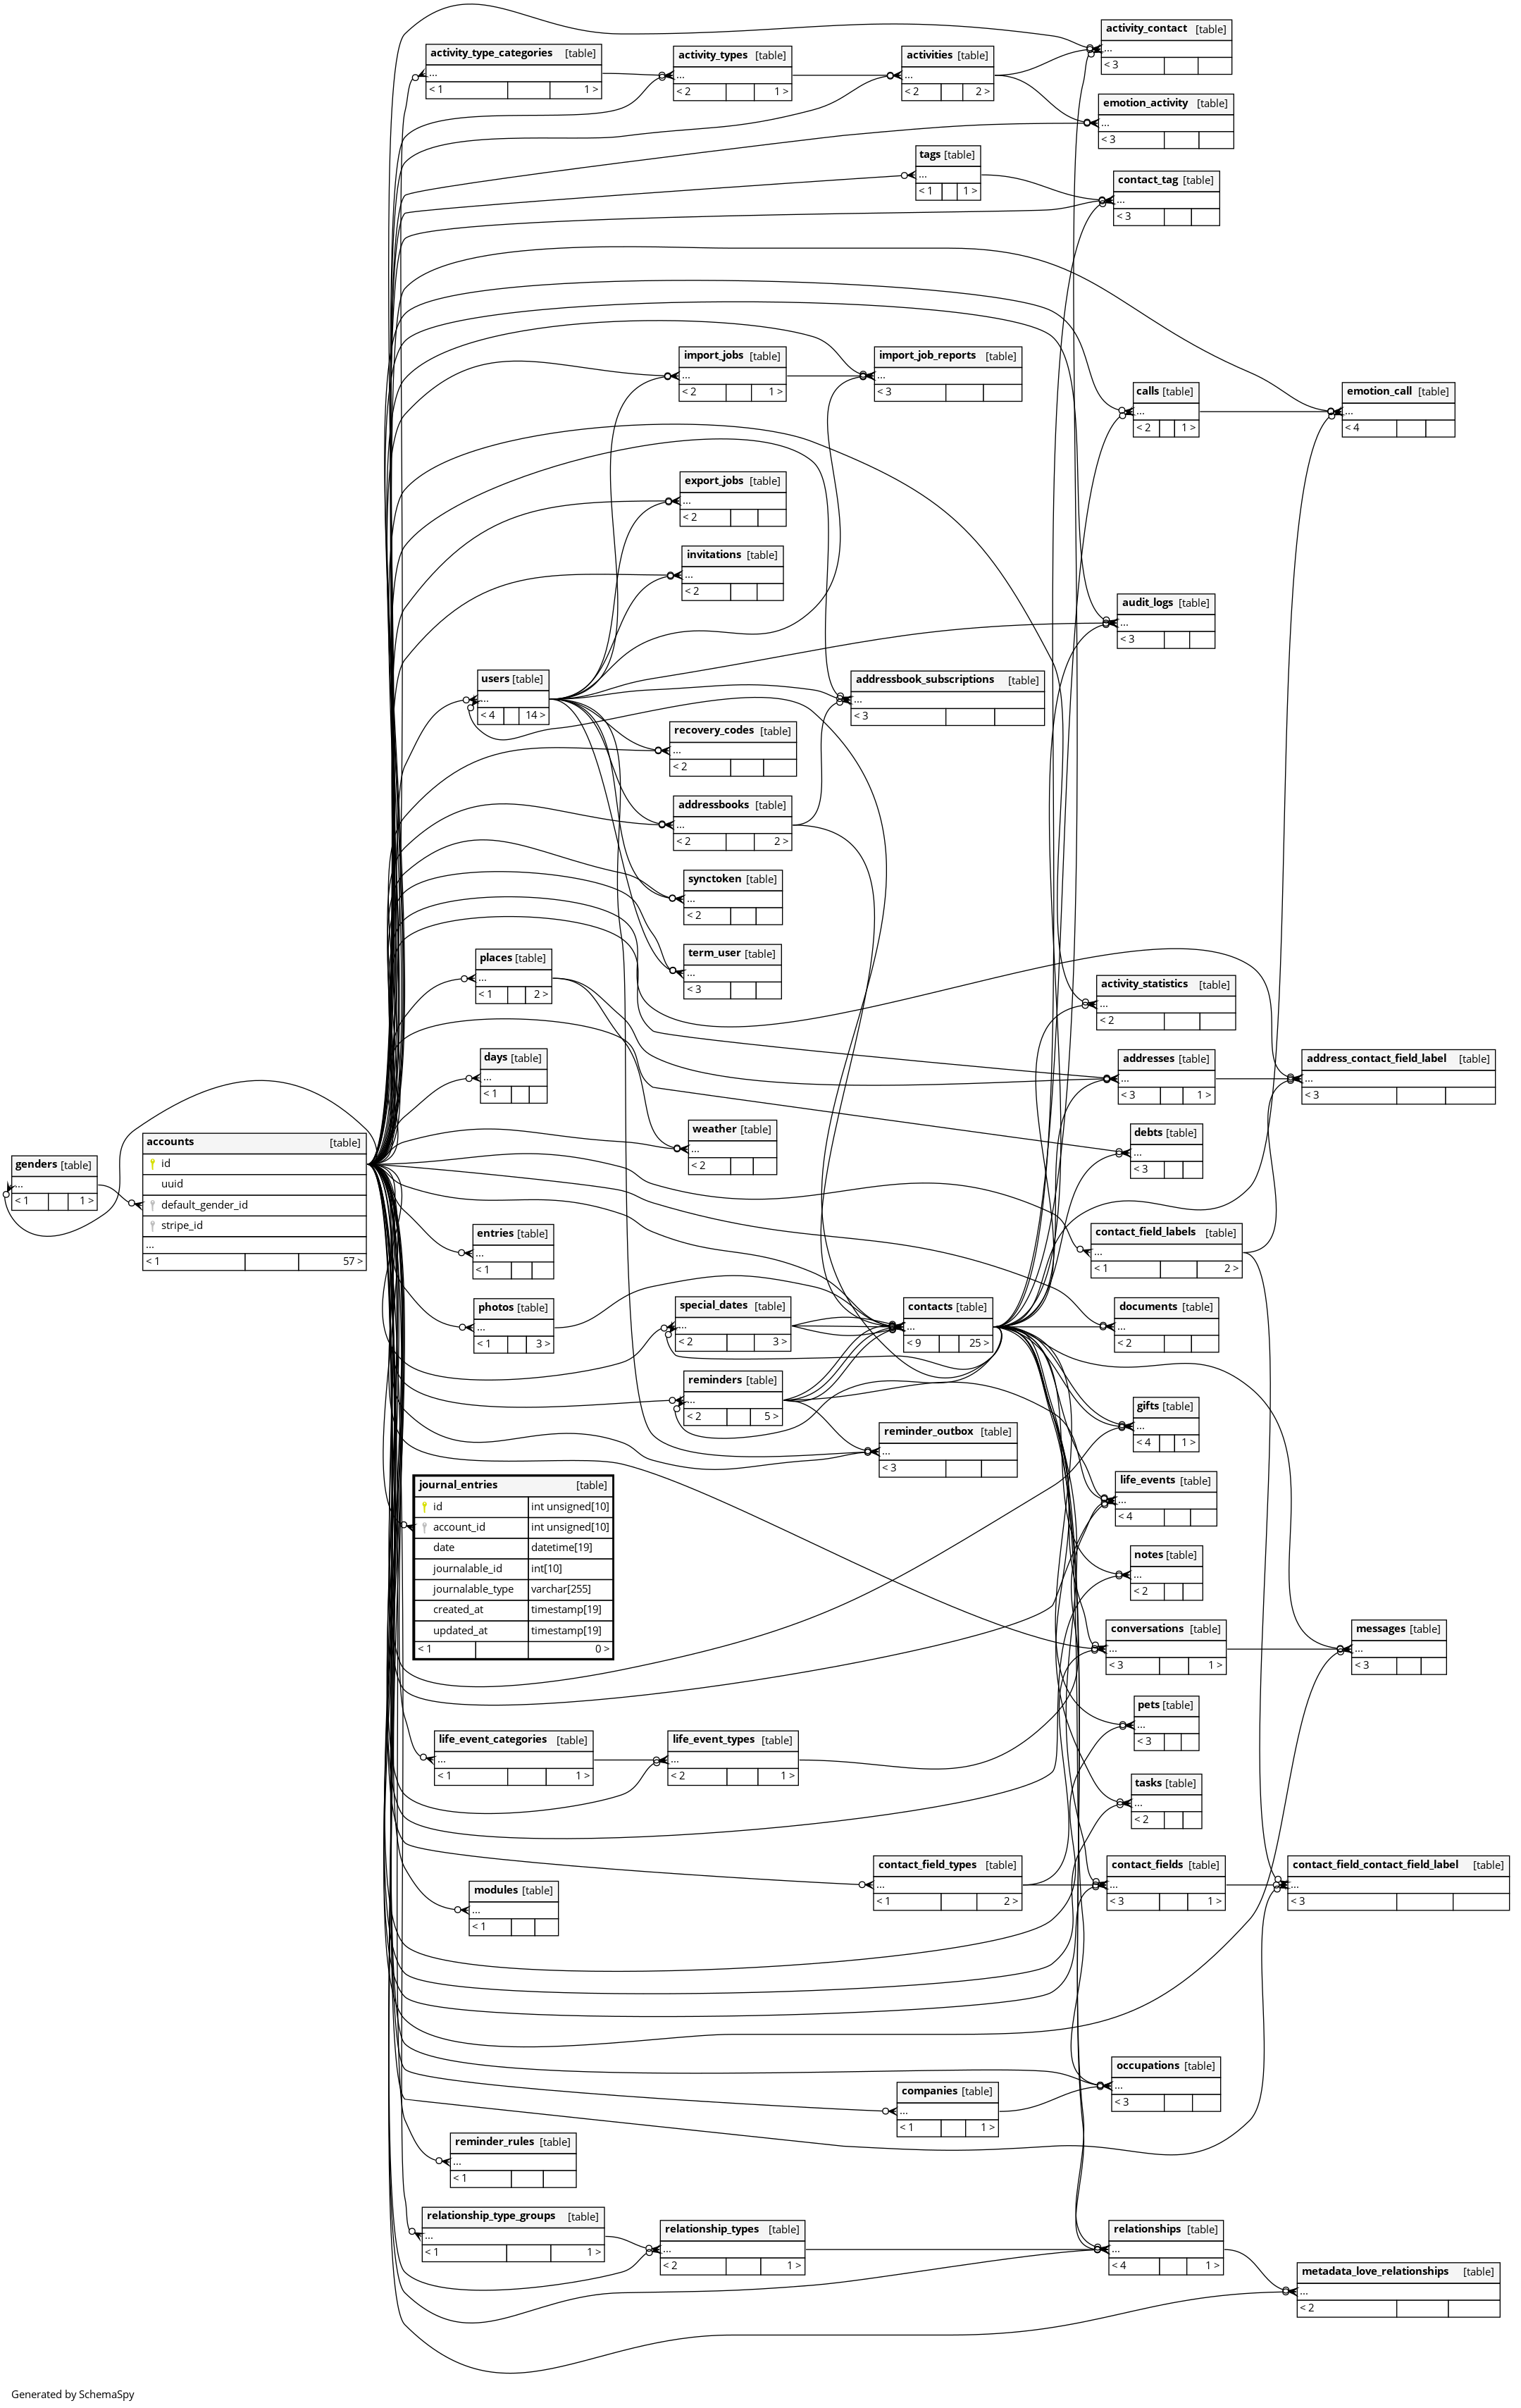 activity_contact [table]
...
< 3
activity_type_categories [table]
...
< 1 1 >
activity_types [table]
...
< 2 1 >
activities [table]
...
< 2 2 >
emotion_activity [table]
...
< 3
tags [table]
...
< 1 1 >
contact_tag [table]
...
< 3
import_jobs [table]
...
< 2 1 >
import_job_reports [table]
...
< 3
calls [table]
...
< 2 1 >
emotion_call [table]
...
< 4
export_jobs [table]
...
< 2
invitations [table]
...
< 2
audit_logs [table]
...
< 3
users [table]
...
< 4 14 >
addressbook_subscriptions [table]
...
< 3
recovery_codes [table]
...
< 2
addressbooks [table]
...
< 2 2 >
synctoken [table]
...
< 2
term_user [table]
...
< 3
places [table]
...
< 1 2 >
activity_statistics [table]
...
< 2
days [table]
...
< 1
addresses [table]
...
< 3 1 >
address_contact_field_label [table]
...
< 3
weather [table]
...
< 2
debts [table]
...
< 3
genders [table]
...
< 1 1 >
accounts [table]
id
uuid
default_gender_id
stripe_id
...
< 1 57 >
entries [table]
...
< 1
contact_field_labels [table]
...
< 1 2 >
photos [table]
...
< 1 3 >
special_dates [table]
...
< 2 3 >
contacts [table]
...
< 9 25 >
documents [table]
...
< 2
reminders [table]
...
< 2 5 >
gifts [table]
...
< 4 1 >
reminder_outbox [table]
...
< 3
journal_entries [table]
id int unsigned[10]
account_id int unsigned[10]
date datetime[19]
journalable_id int[10]
journalable_type varchar[255]
created_at timestamp[19]
updated_at timestamp[19]
< 1 0 >
life_events [table]
...
< 4
notes [table]
...
< 2
conversations [table]
...
< 3 1 >
messages [table]
...
< 3
pets [table]
...
< 3
life_event_categories [table]
...
< 1 1 >
life_event_types [table]
...
< 2 1 >
tasks [table]
...
< 2
contact_field_types [table]
...
< 1 2 >
contact_fields [table]
...
< 3 1 >
contact_field_contact_field_label [table]
...
< 3
modules [table]
...
< 1
occupations [table]
...
< 3
companies [table]
...
< 1 1 >
reminder_rules [table]
...
< 1
relationship_type_groups [table]
...
< 1 1 >
relationship_types [table]
...
< 2 1 >
relationships [table]
...
< 4 1 >
metadata_love_relationships [table]
...
< 2
Generated by SchemaSpy